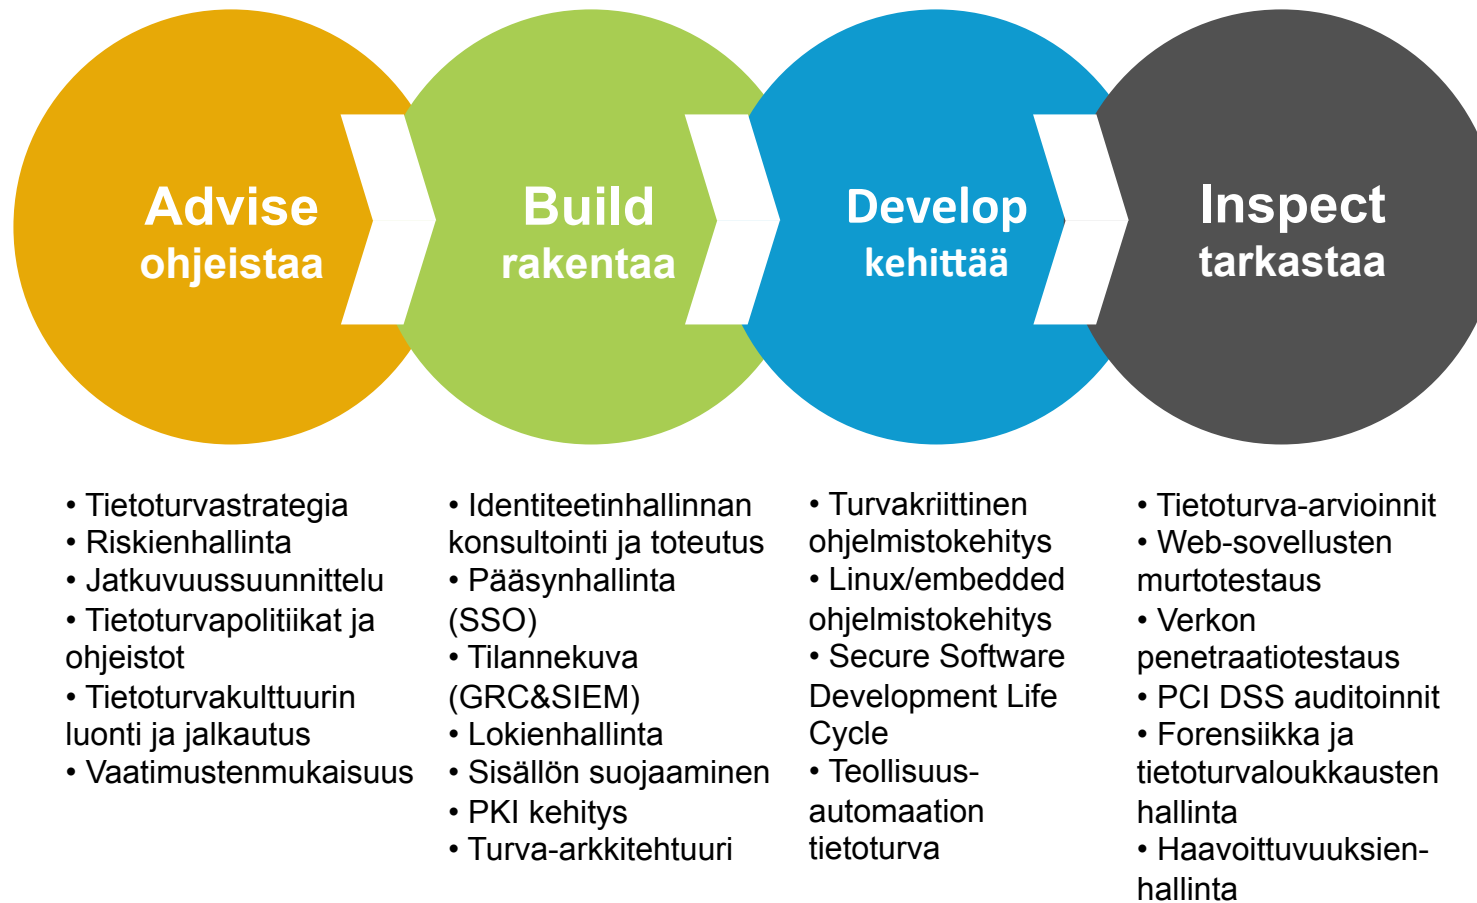 Advise
ohjeistaa
Build
rakentaa
Develop
kehittää
Inspect
tarkastaa
• Tietoturvastrategia
• Riskienhallinta
• Jatkuvuussuunnittelu
• Tietoturvapolitiikat ja
ohjeistot
• Tietoturvakulttuurin
luonti ja jalkautus
• Vaatimustenmukaisuus
• Identiteetinhallinnan
konsultointi ja toteutus
• Pääsynhallinta
(SSO)
• Tilannekuva
(GRC&SIEM)
• Lokienhallinta
• Sisällön suojaaminen
• PKI kehitys
• Turva-arkkitehtuuri
• Turvakriittinen
ohjelmistokehitys
• Linux/embedded
ohjelmistokehitys
• Secure Software
Development Life
Cycle
• Teollisuus-
automaation
tietoturva
• Tietoturva-arvioinnit
• Web-sovellusten
murtotestaus
• Verkon
penetraatiotestaus
• PCI DSS auditoinnit
• Forensiikka ja
tietoturvaloukkausten
hallinta
• Haavoittuvuuksien-
hallinta